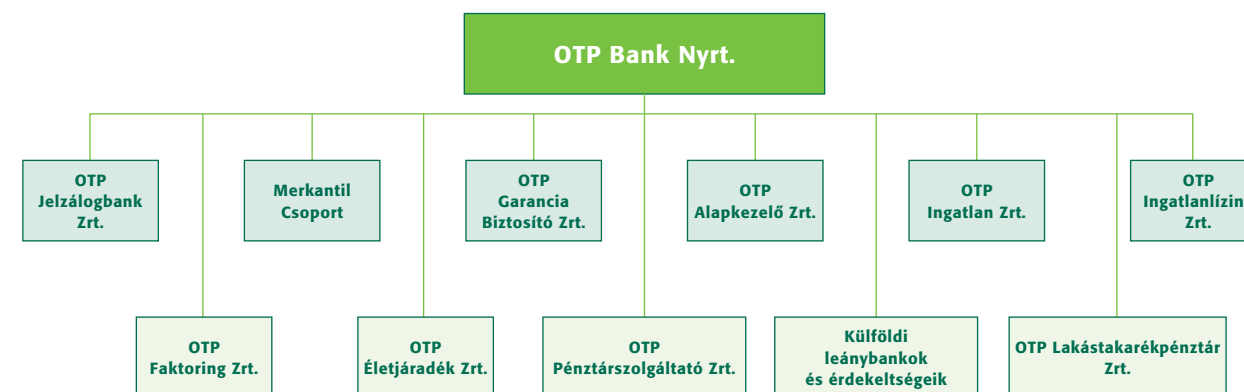 OTP Bank Nyrt.
OTP
Jelzálogbank
Zrt.
Merkantil
Csoport
OTP
Garancia
Biztosító Zrt.
OTP
Alapkezelő Zrt.
OTP
Ingatlan Zrt.
OTP
Ingatlanlízin
Zrt.
OTP
Faktoring Zrt.
OTP
Életjáradék Zrt.
OTP
Pénztárszolgáltató Zrt.
Külföldi
leánybankok
és érdekeltségeik
OTP Lakástakarékpénztár
Zrt.